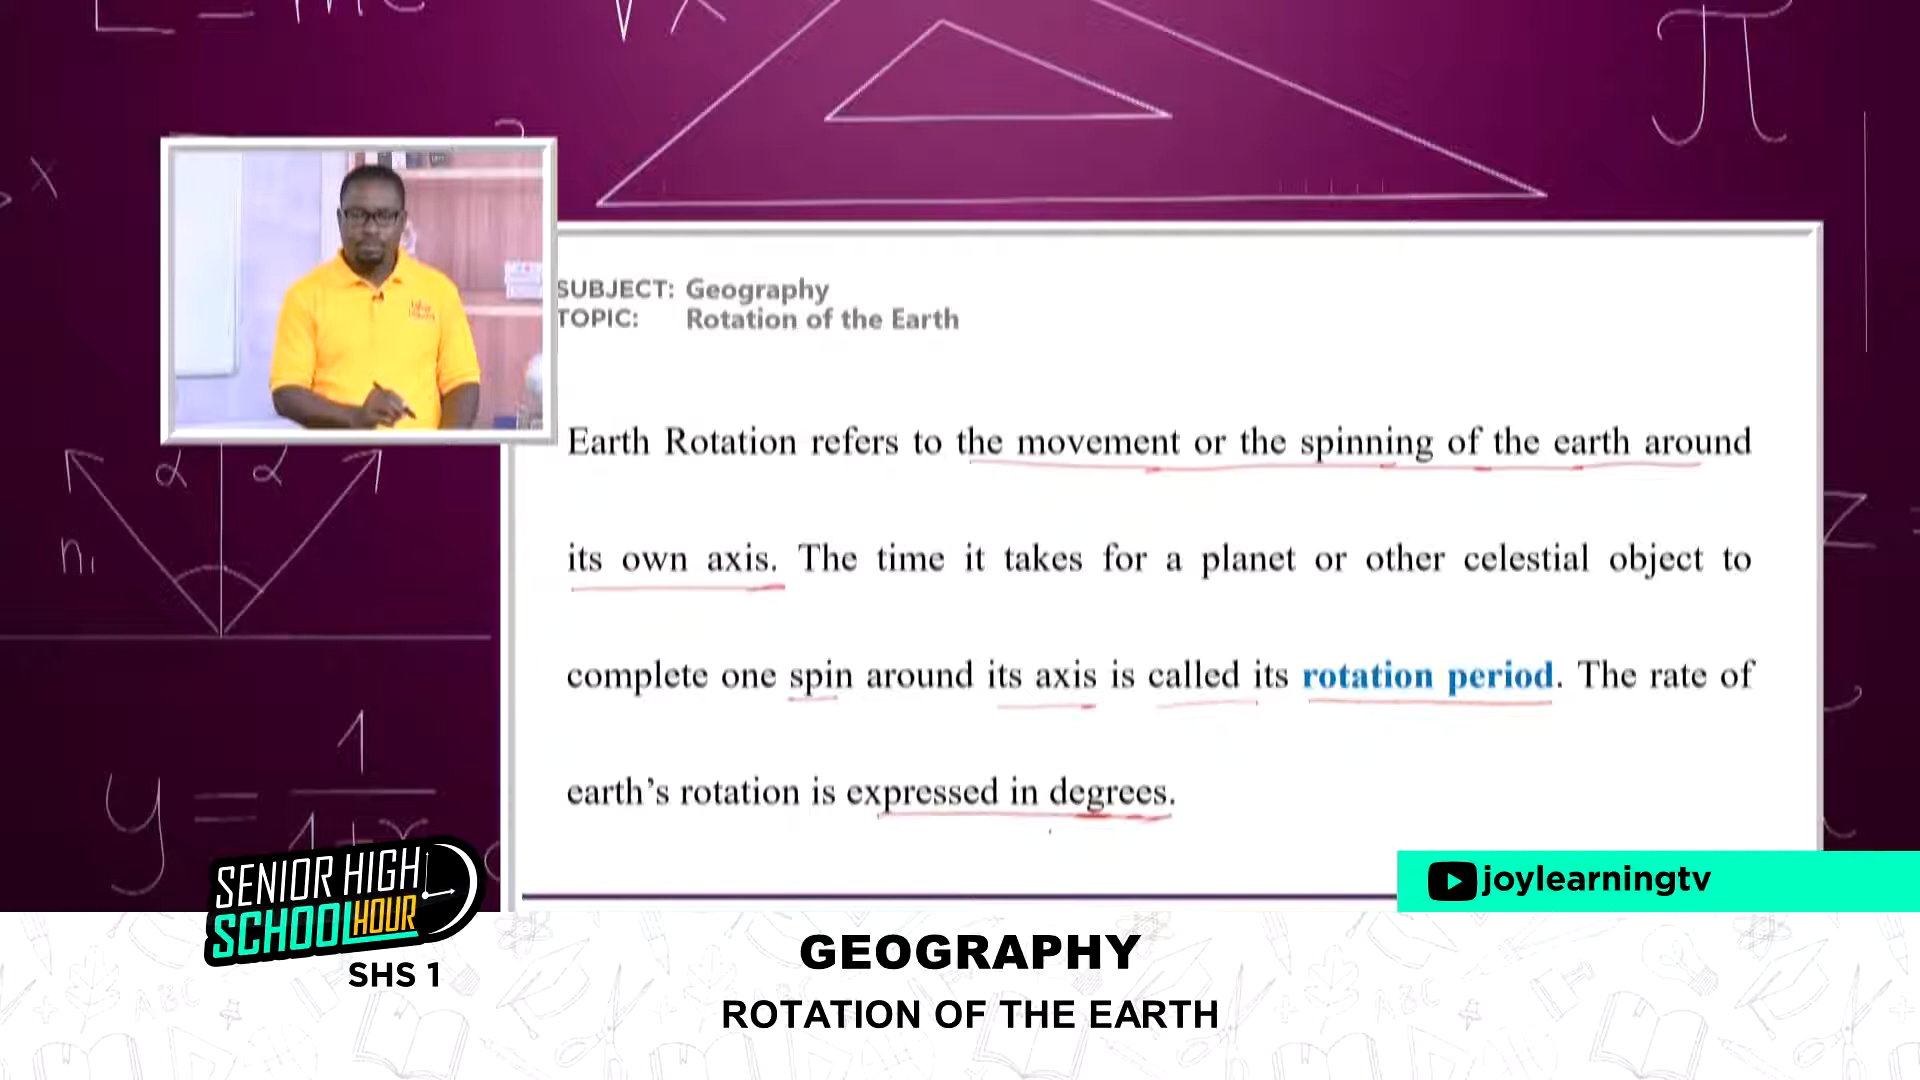 SUBJECT: Geography
TOPIC: Rotation of the Earth
Earth Rotation refers to the movement or the spinning of the earth around
its own axis. The time it takes for a planet or other celestial object to
complete one spin around its axis is called its rotation period. The rate of
earth’s rotation is expressed in degrees.
joylearningtv
SENIOR HIGH
SCHOOL HOUR
SHS 1
GEOGRAPHY
ROTATION OF THE EARTH
π
x
α α
n₁
y = 1